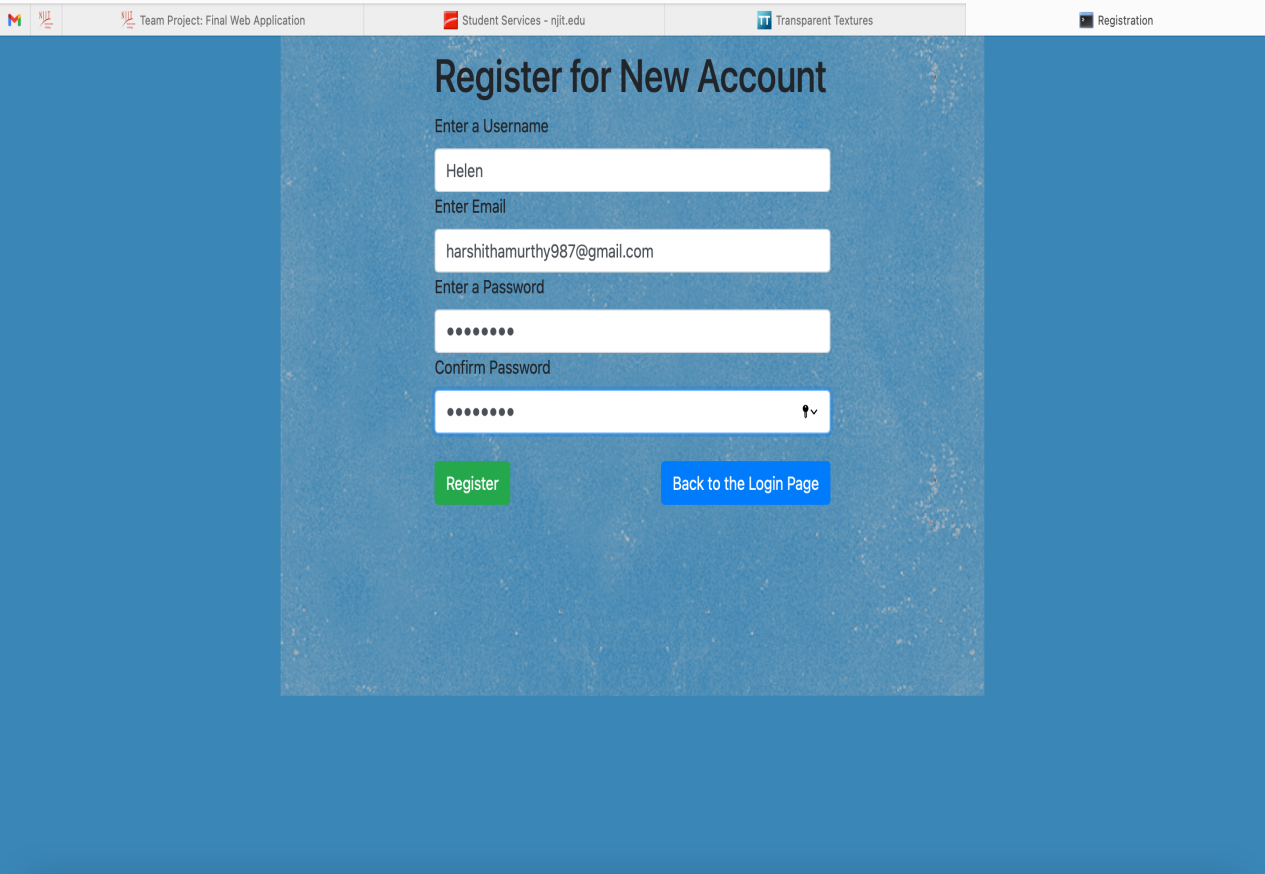 Team Project: Final Web Application
Student Services - njit.edu
TT Transparent Textures
Registration
Register for New Account
Enter a Username
Helen
Enter Email
harshithamurthy987@gmail.com
Enter a Password
••••••••
Confirm Password
••••••••
Register
Back to the Login Page